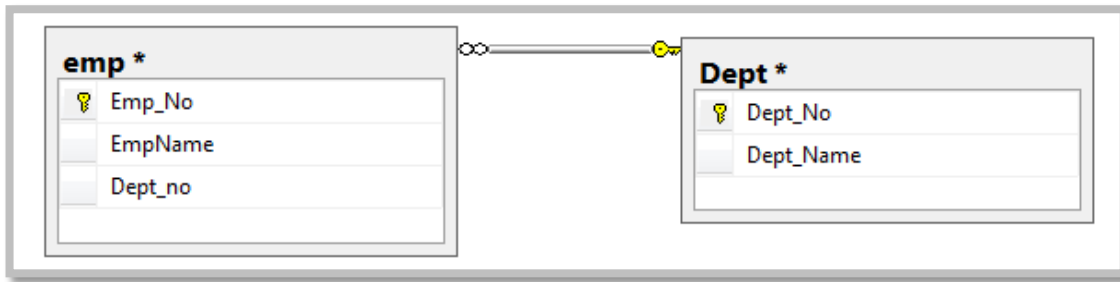 emp *
Emp_No
EmpName
Dept_no
Dept *
Dept_No
Dept_Name